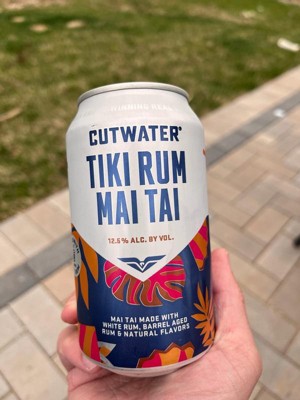 CUTWATER
TIKI RUM
MAI TAI
12.5% ALC. BY VOL.
MAI TAI MADE WITH
WHITE RUM, BARREL AGED
RUM & NATURAL FLAVORS